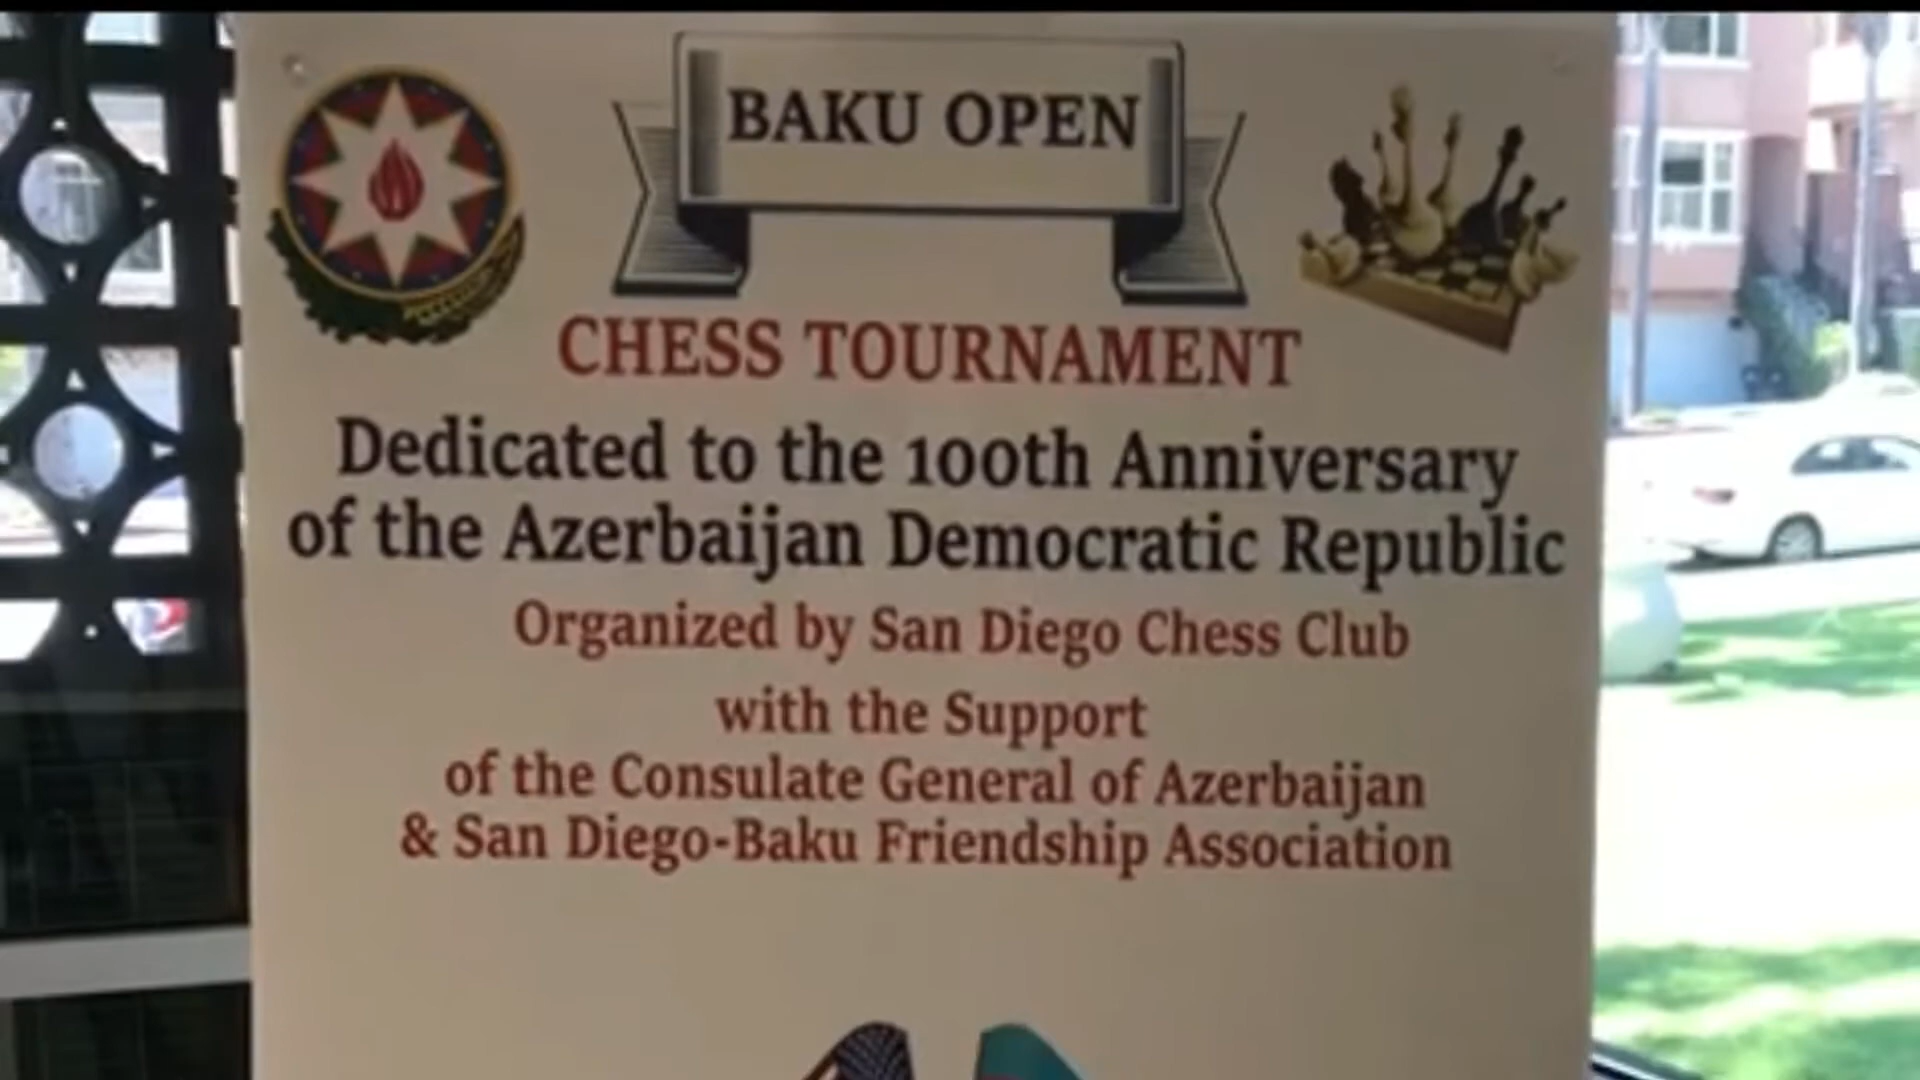 BAKU OPEN
CHESS TOURNAMENT
Dedicated to the 100th Anniversary
of the Azerbaijan Democratic Republic
Organized by San Diego Chess Club
with the Support
of the Consulate General of Azerbaijan
& San Diego-Baku Friendship Association